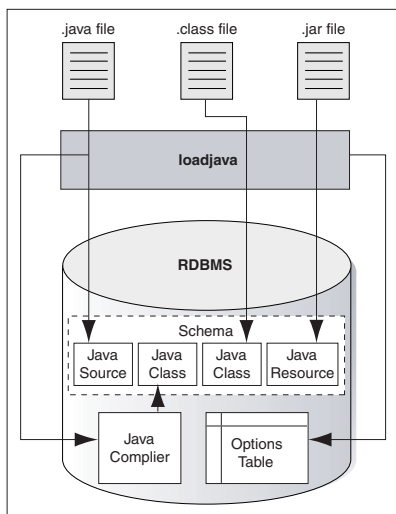 .java file
.class file
.jar file
loadjava
RDBMS
Schema
Java
Source
Java
Class
Java
Class
Java
Resource
Java
Complier
Options
Table